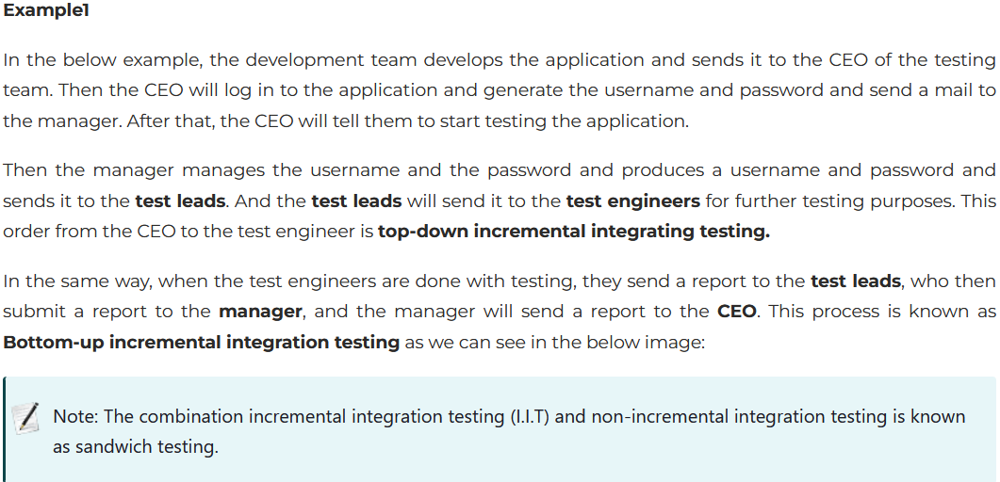 Example1
In the below example, the development team develops the application and sends it to the CEO of the testing
team. Then the CEO will log in to the application and generate the username and password and send a mail to
the manager. After that, the CEO will tell them to start testing the application.
Then the manager manages the username and the password and produces a username and password and
sends it to the test leads. And the test leads will send it to the test engineers for further testing purposes. This
order from the CEO to the test engineer is top-down incremental integrating testing.
In the same way, when the test engineers are done with testing, they send a report to the test leads, who then
submit a report to the manager, and the manager will send a report to the CEO. This process is known as
Bottom-up incremental integration testing as we can see in the below image:
Note: The combination incremental integration testing (I.I.T) and non-incremental integration testing is known
as sandwich testing.